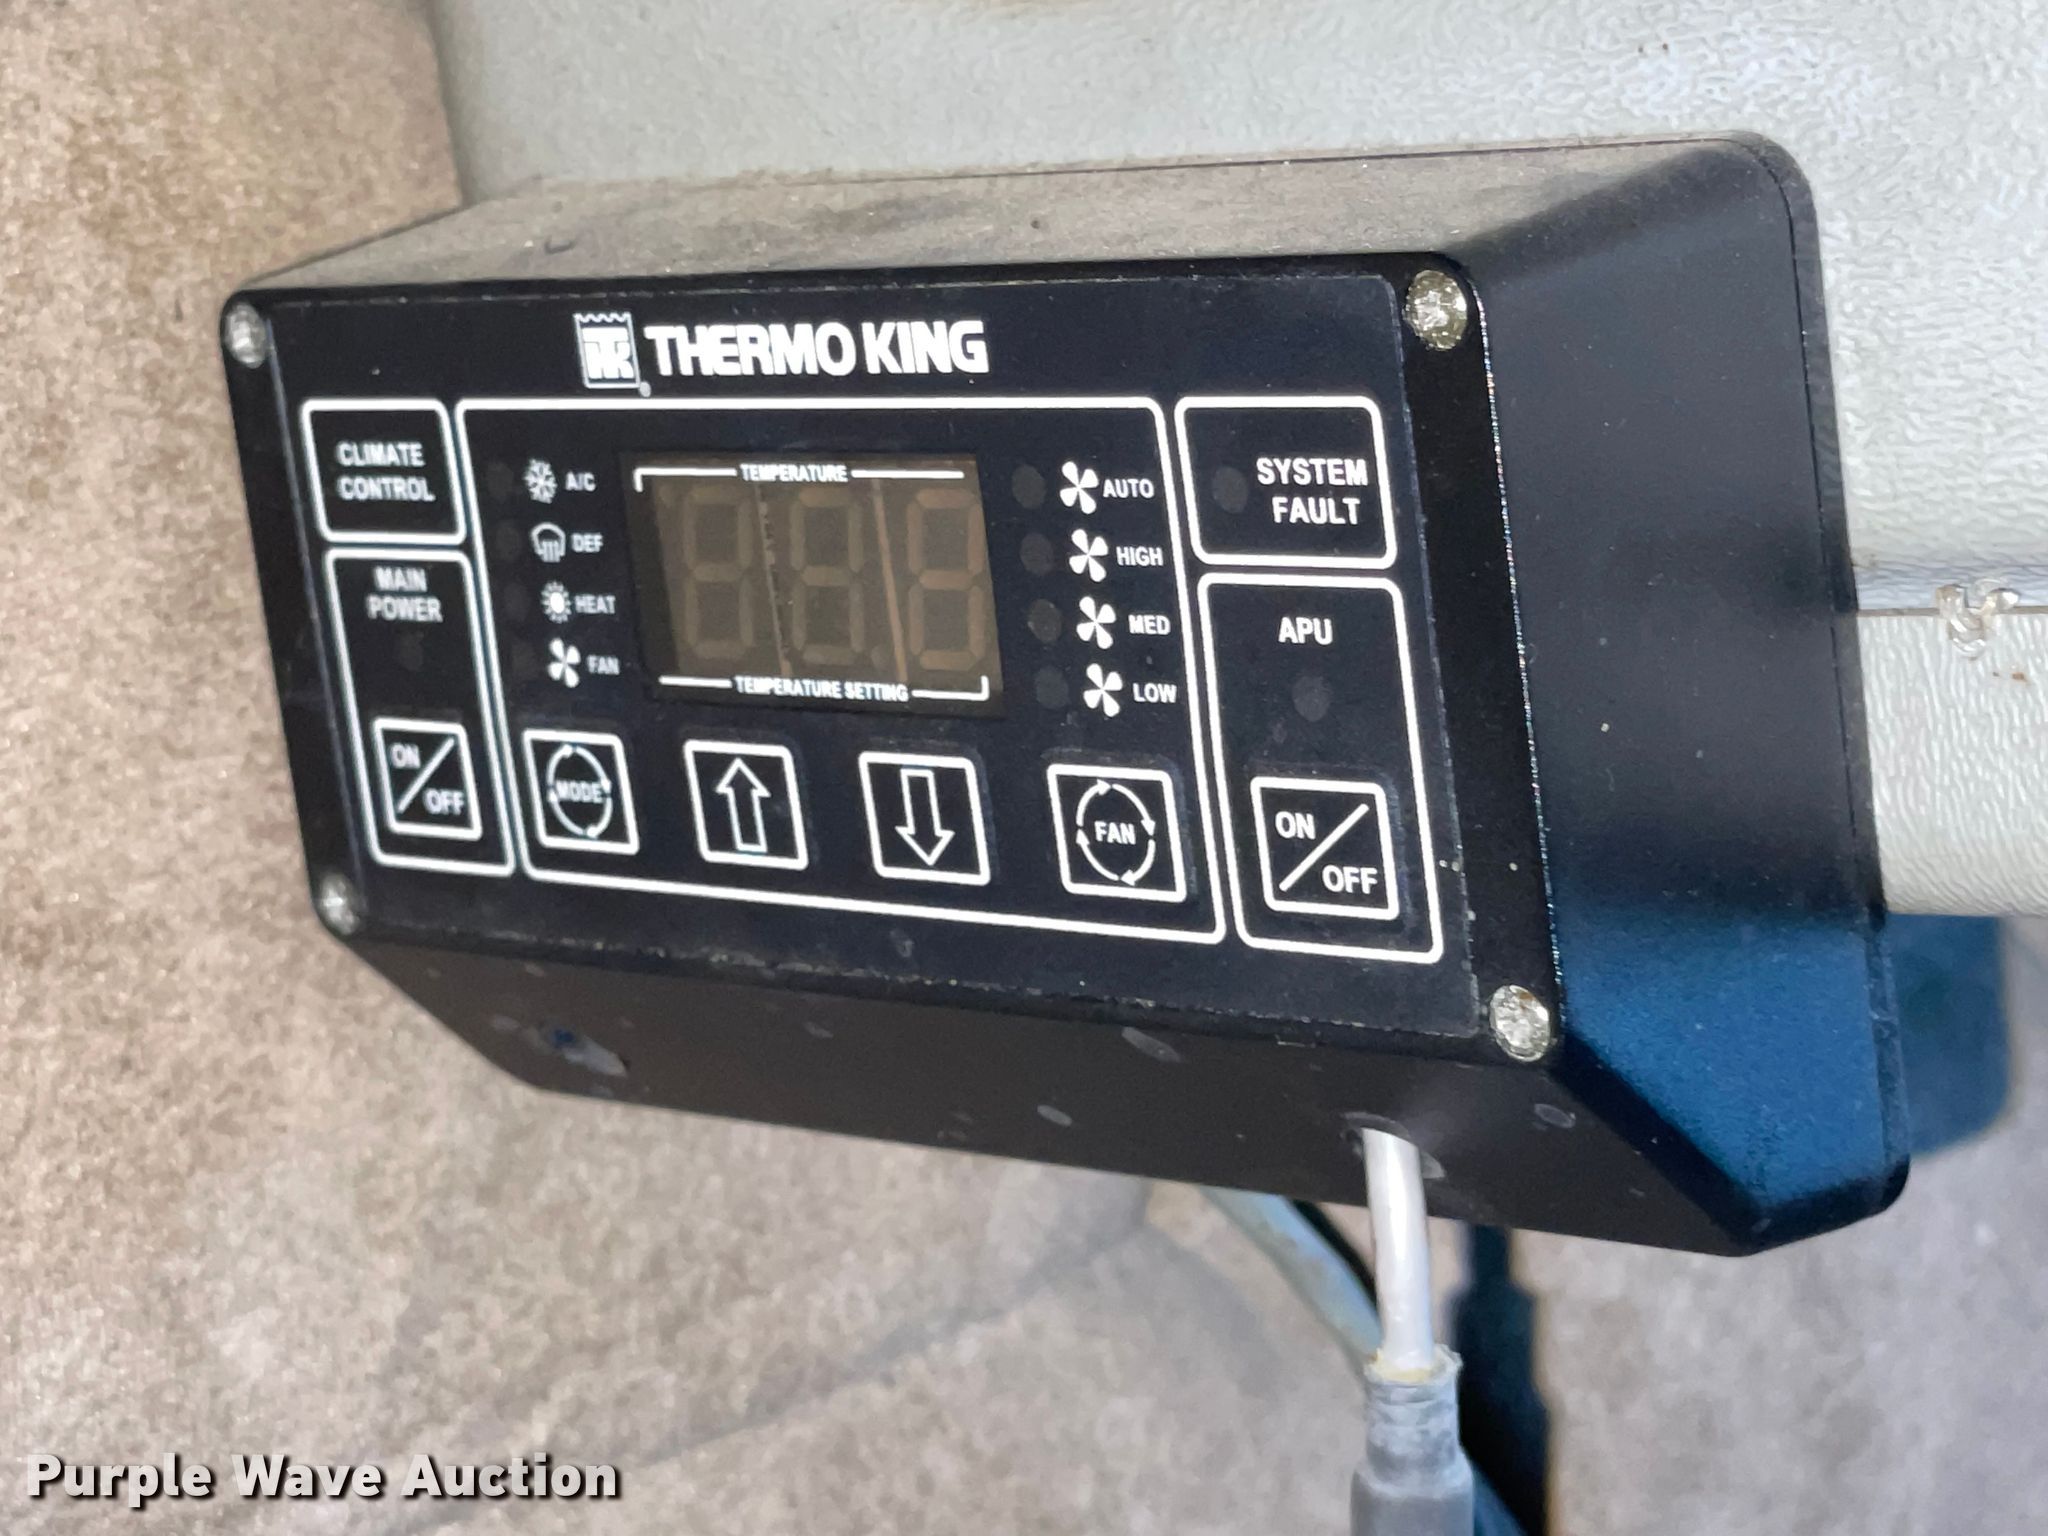 TK ® THERMO KING
CLIMATE
CONTROL
MAIN
POWER
ON
OFF
A/C
DEF
HEAT
FAN
TEMPERATURE
TEMPERATURE SETTING
AUTO
HIGH
MED
LOW
MODE
FAN
SYSTEM
FAULT
APU
ON
OFF
Purple Wave Auction